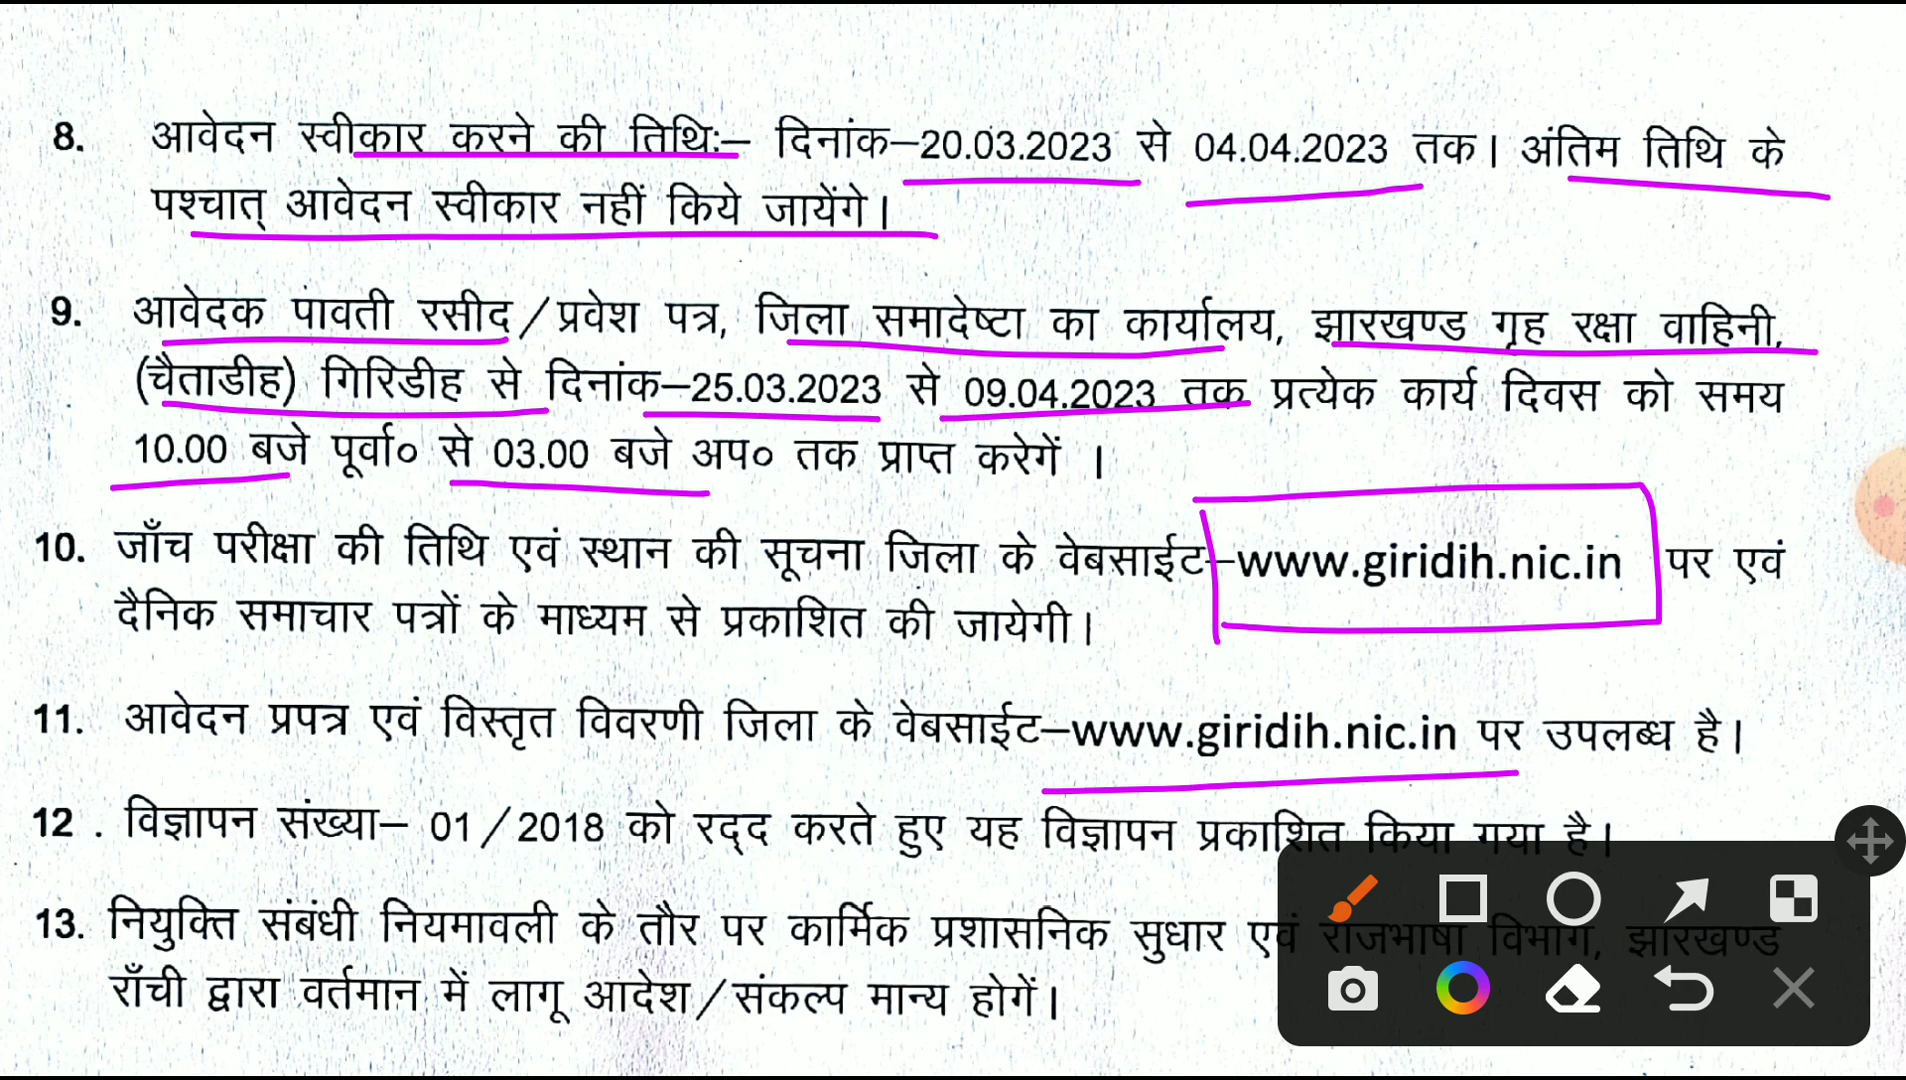 8. आवेदन स्वीकार करने की तिथिः– दिनांक–20.03.2023 से 04.04.2023 तक। अंतिम तिथि के
पश्चात् आवेदन स्वीकार नहीं किये जायेंगे।
9. आवेदक पावती रसीद/प्रवेश पत्र, जिला समादेष्टा का कार्यालय, झारखण्ड गृह रक्षा वाहिनी,
(चैताडीह) गिरिडीह से दिनांक–25.03.2023 से 09.04.2023 तक प्रत्येक कार्य दिवस को समय
10.00 बजे पूर्वा० से 03.00 बजे अप० तक प्राप्त करेगें ।
10. जाँच परीक्षा की तिथि एवं स्थान की सूचना जिला के वेबसाईट–www.giridih.nic.in पर एवं
दैनिक समाचार पत्रों के माध्यम से प्रकाशित की जायेगी।
11. आवेदन प्रपत्र एवं विस्तृत विवरणी जिला के वेबसाईट–www.giridih.nic.in पर उपलब्ध है।
12 . विज्ञापन संख्या– 01/2018 को रद्द करते हुए यह विज्ञापन प्रकाशित किया गया है।
13. नियुक्ति संबंधी नियमावली के तौर पर कार्मिक प्रशासनिक सुधार एवं राजभाषा विभाग, झारखण्ड
राँची द्वारा वर्तमान में लागू आदेश/संकल्प मान्य होगें।